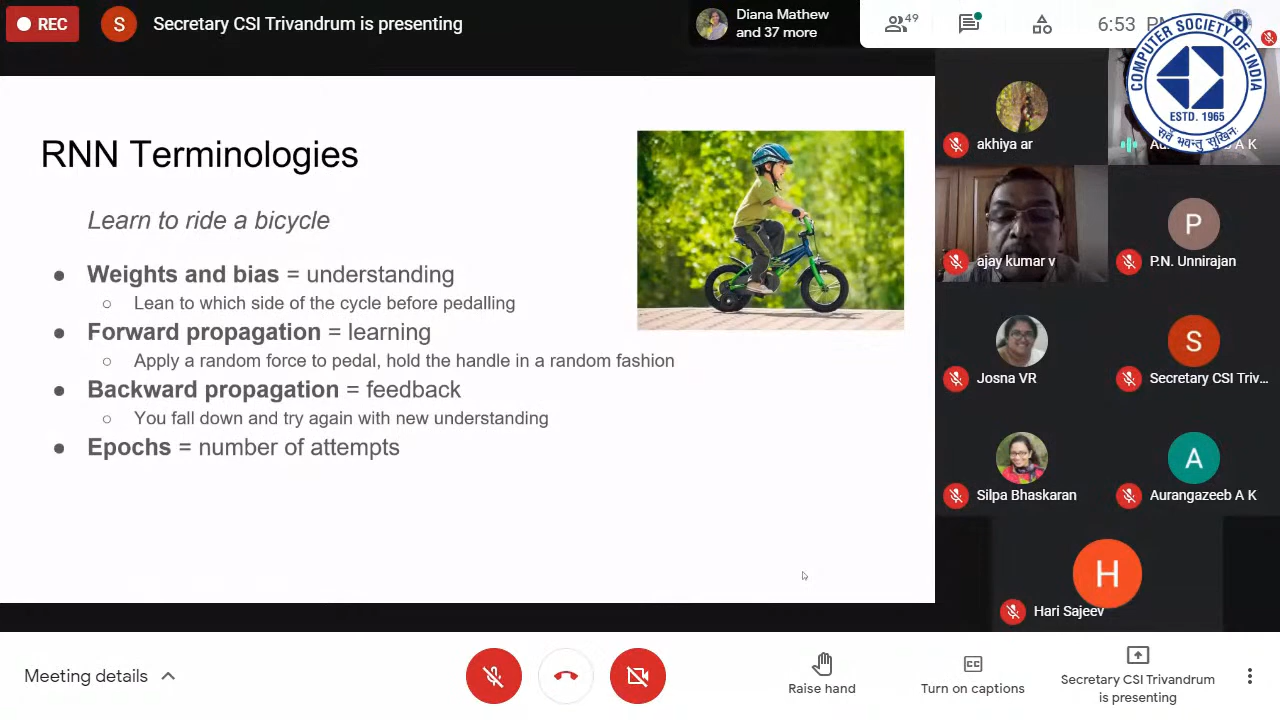 REC
S
Secretary CSI Trivandrum is presenting
Diana Mathew
and 37 more
49
6:53
COMPUTER SOCIETY OF INDIA
ESTD. 1965
सर्वे भवन्तु सुखिनः
akhiya ar
A K
RNN Terminologies
Learn to ride a bicycle
● Weights and bias = understanding
○ Lean to which side of the cycle before pedalling
● Forward propagation = learning
○ Apply a random force to pedal, hold the handle in a random fashion
● Backward propagation = feedback
○ You fall down and try again with new understanding
● Epochs = number of attempts
ajay kumar v
P
P.N. Unnirajan
Josna VR
S
Secretary CSI Triv...
Silpa Bhaskaran
A
Aurangazeeb A K
H
Hari Sajeev
Meeting details
Raise hand
CC
Turn on captions
Secretary CSI Trivandrum
is presenting